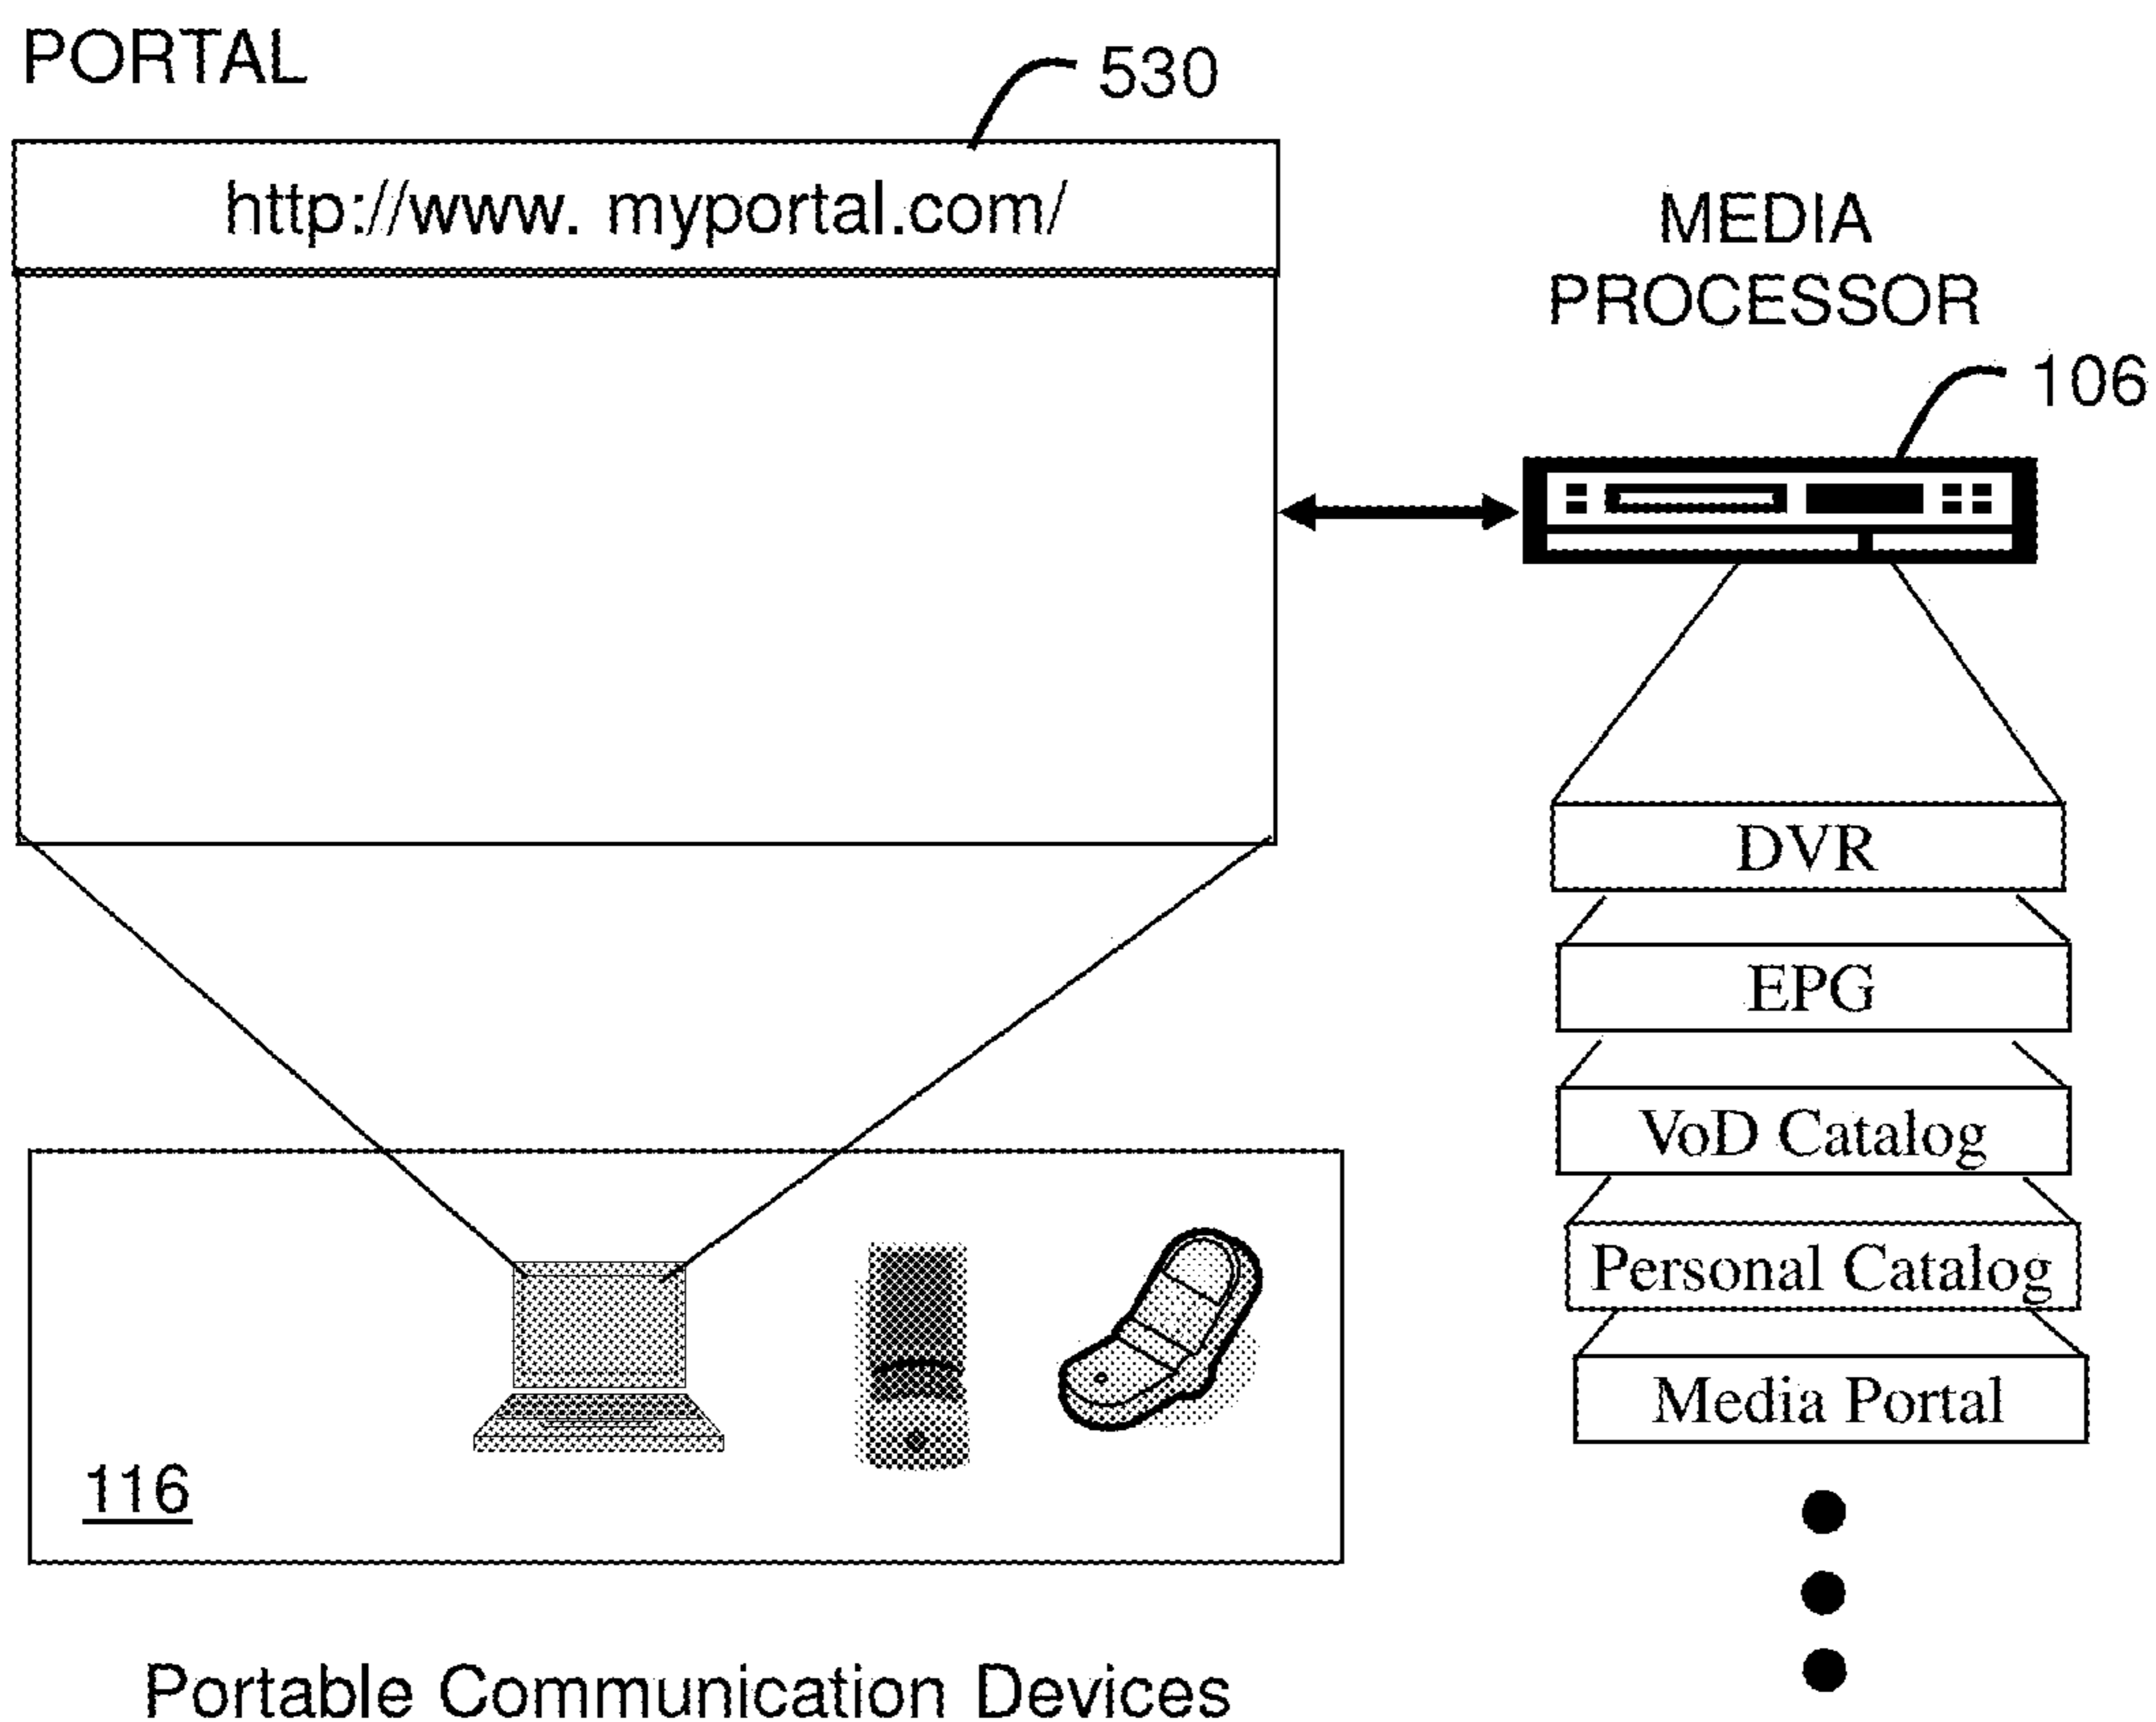 PORTAL
530
http://www. myportal.com/
MEDIA
PROCESSOR
106
DVR
EPG
VoD Catalog
Personal Catalog
Media Portal
116
Portable Communication Devices